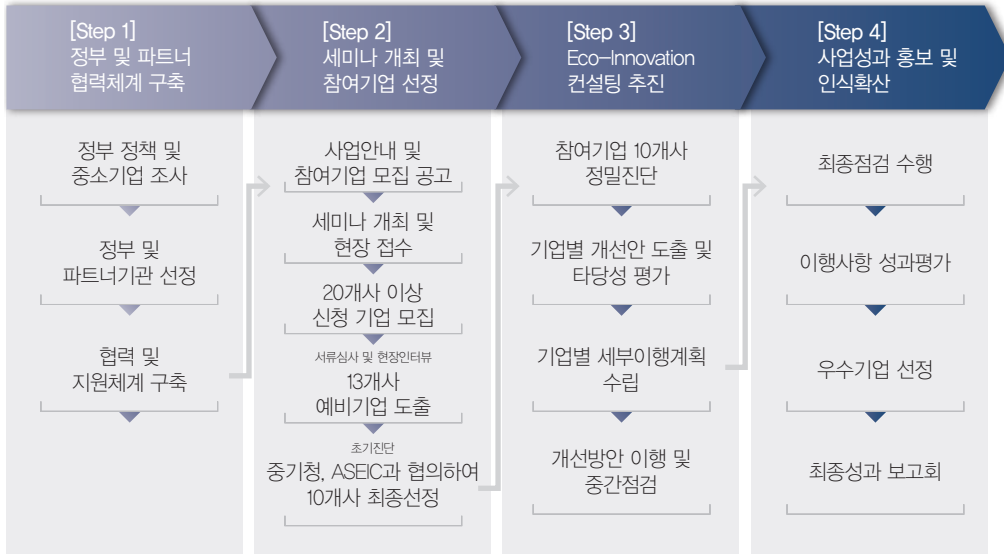 [Step 1]
정부 및 파트너
협력체계 구축
[Step 2]
세미나 개최 및
참여기업 선정
[Step 3]
Eco-Innovation
컨설팅 추진
[Step 4]
사업성과 홍보 및
인식확산
정부 정책 및
중소기업 조사
정부 및
파트너기관 선정
협력 및
지원체계 구축
사업안내 및
참여기업 모집 공고
세미나 개최 및
현장 접수
20개사 이상
신청 기업 모집
서류심사 및 현장인터뷰
13개사
예비기업 도출
초기진단
중기청, ASEIC과 협의하여
10개사 최종선정
참여기업 10개사
정밀진단
기업별 개선안 도출 및
타당성 평가
기업별 세부이행계획
수립
개선방안 이행 및
중간점검
최종점검 수행
이행사항 성과평가
우수기업 선정
최종성과 보고회